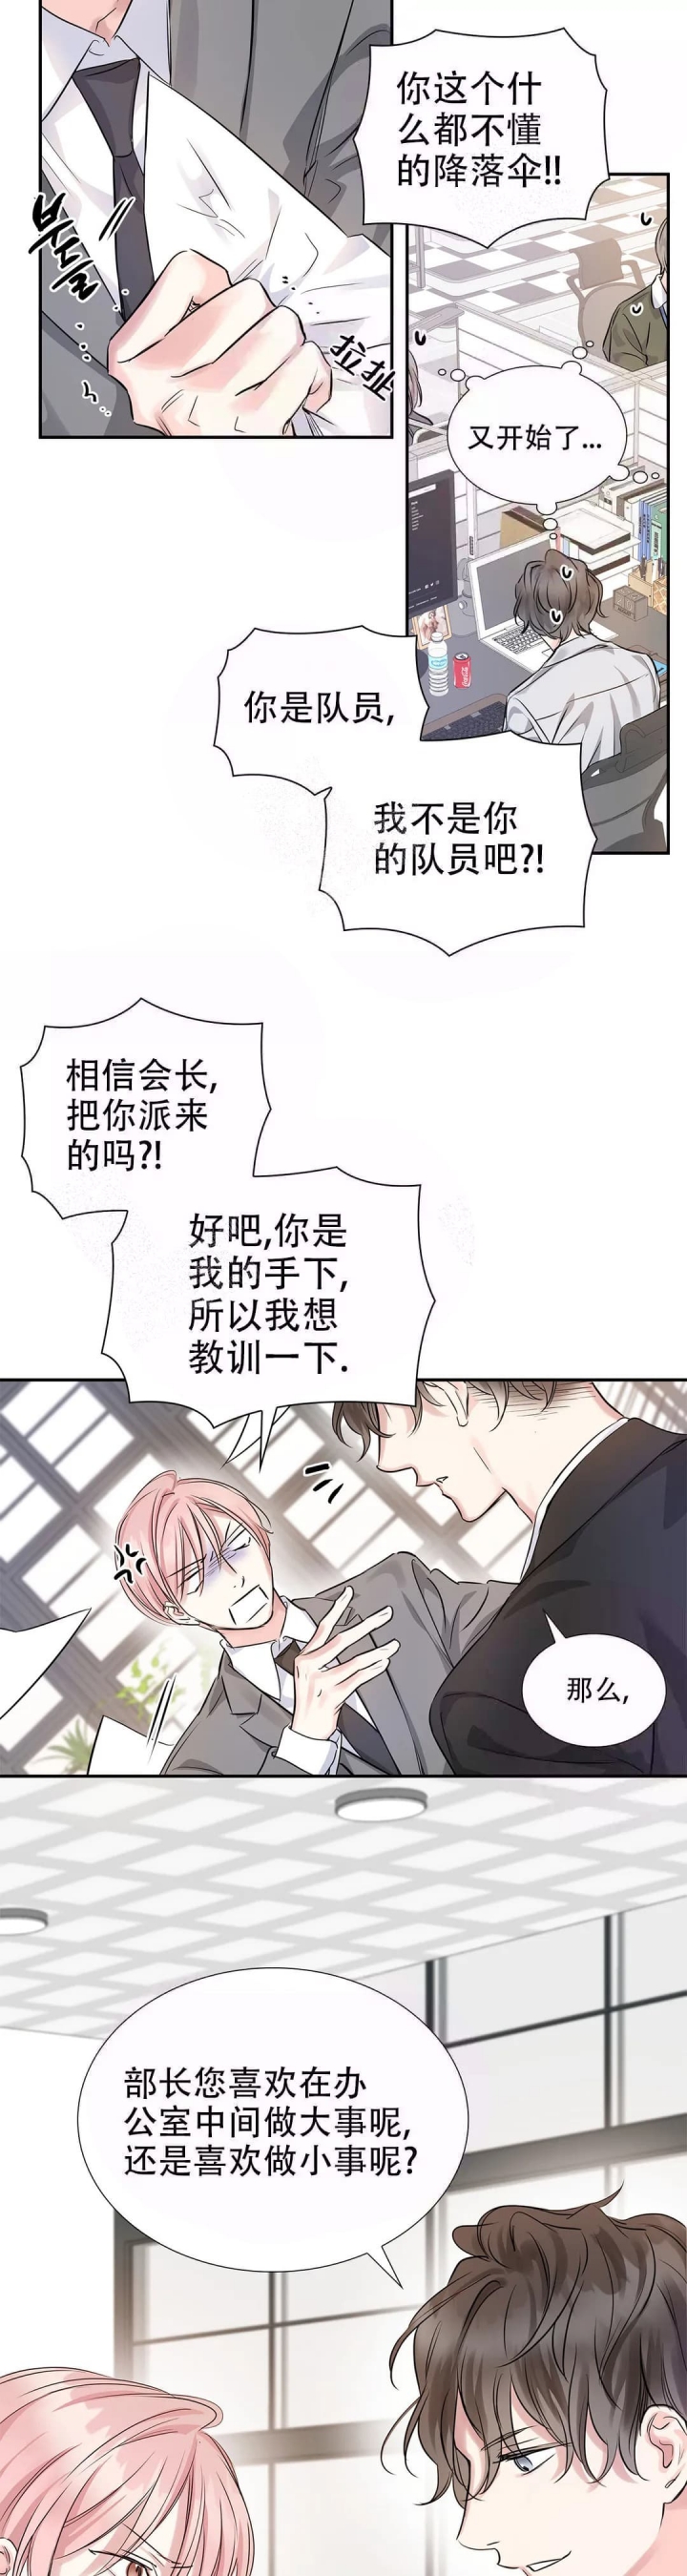 你这个什
么都不懂
的降落伞!!
부들
拉扯
又开始了...
你是队员,
我不是你
的队员吧?!
相信会长,
把你派来
的吗?!
好吧,你是
我的手下,
所以我想
教训一下.
那么,
部长您喜欢在办
公室中间做大事呢,
还是喜欢做小事呢?